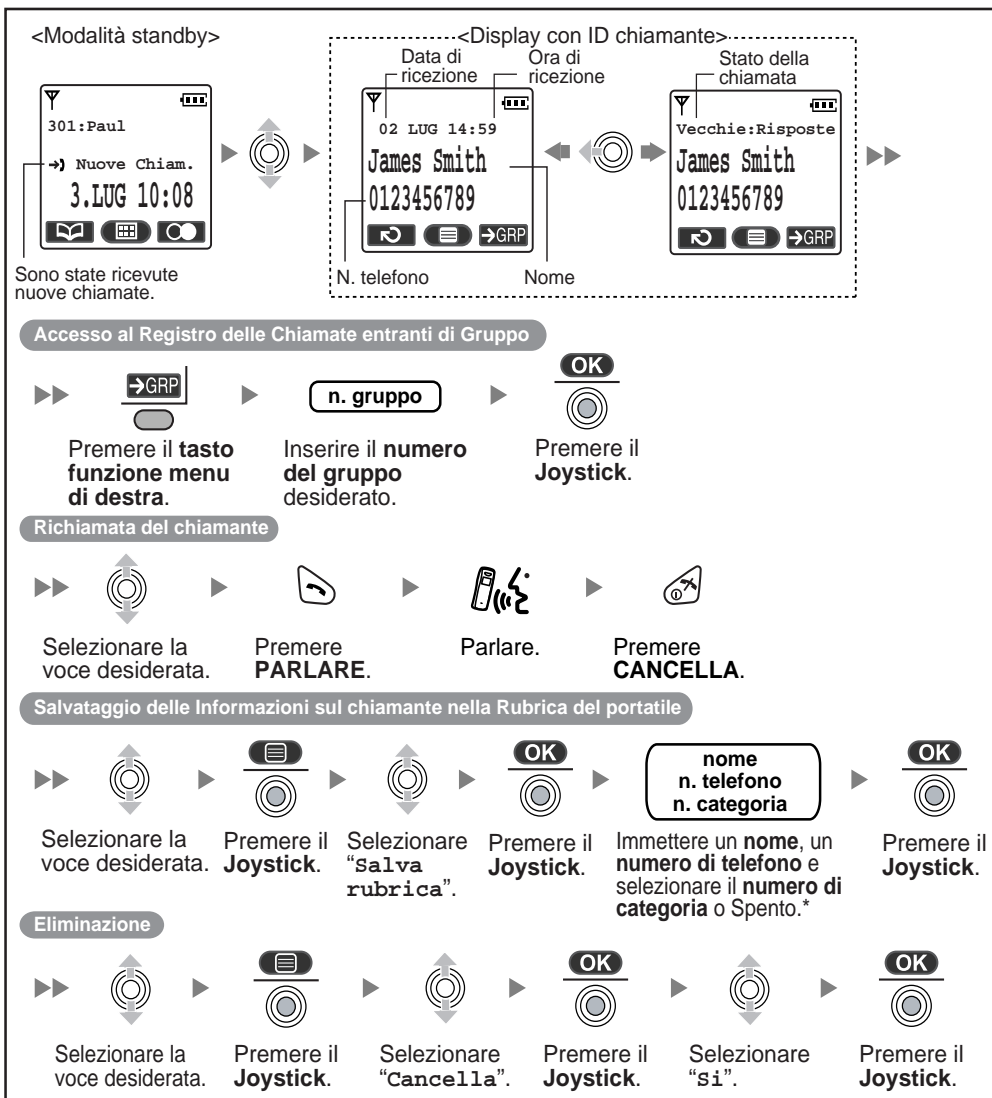 <Modalità standby>
<Display con ID chiamante>
Data di
ricezione
Ora di
ricezione
Stato della
chiamata
301:Paul
Nuove Chiam.
3.LUG 10:08
02 LUG 14:59
James Smith
0123456789
→GRP
Vecchie:Risposte
James Smith
0123456789
→GRP
Sono state ricevute
nuove chiamate.
N. telefono
Nome
Accesso al Registro delle Chiamate entranti di Gruppo
→GRP
n. gruppo
OK
Premere il tasto
funzione menu
di destra.
Inserire il numero
del gruppo
desiderato.
Premere il
Joystick.
Richiamata del chiamante
Selezionare la
voce desiderata.
Premere
PARLARE.
Parlare.
Premere
CANCELLA.
Salvataggio delle Informazioni sul chiamante nella Rubrica del portatile
OK
nome
n. telefono
n. categoria
OK
Selezionare la
voce desiderata.
Premere il
Joystick.
Selezionare
“Salva
rubrica”.
Premere il
Joystick.
Immettere un nome, un
numero di telefono e
selezionare il numero di
categoria o Spento.*
Premere il
Joystick.
Eliminazione
OK
OK
Selezionare la
voce desiderata.
Premere il
Joystick.
Selezionare
“Cancella”.
Premere il
Joystick.
Selezionare
“Si”.
Premere il
Joystick.